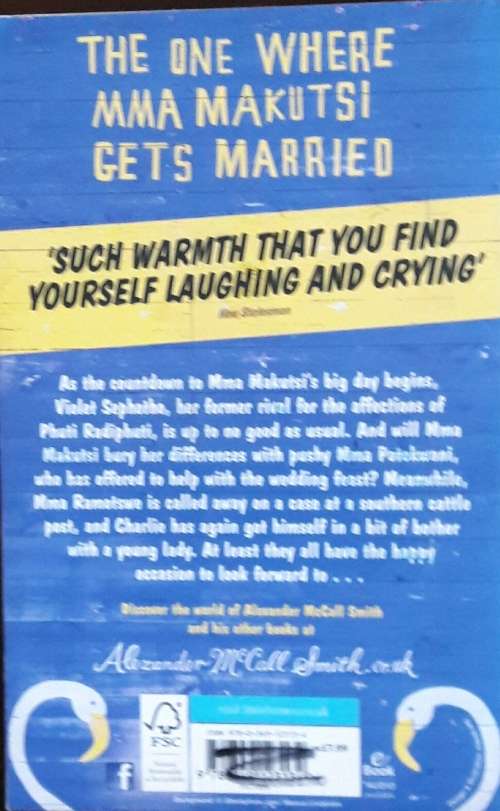 THE ONE WHERE
MMA MAKUTSI
GETS MARRIED
'SUCH WARMTH THAT YOU FIND
YOURSELF LAUGHING AND CRYING'
New Statesman
As the countdown to Mma Makutsi's big day begins,
Violet Sephotho, her former rival for the affections of
Phuti Radiphuti, is up to no good as usual. And will Mma
Makutsi bury her differences with pushy Mma Potokwani,
who has offered to help with the wedding feast? Meanwhile,
Mma Ramotswe is called away on a case at a southern cattle
post, and Charlie has again got himself in a bit of bother
with a young lady. At least they all have the happy
occasion to look forward to . . .
Discover the world of Alexander McCall Smith
and his other books at
AlexanderMcCallSmith.co.uk
FSC
f
eBook